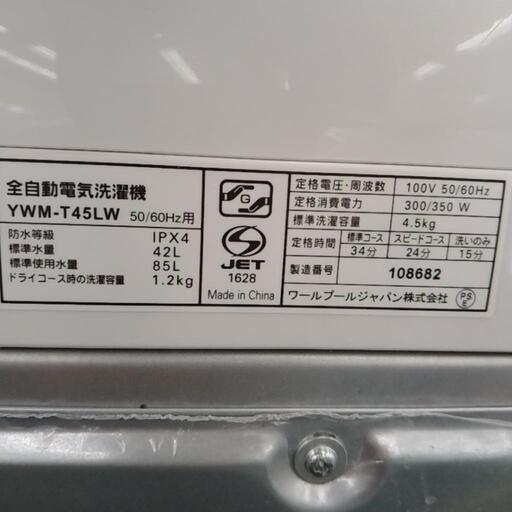 全自動電気洗濯機
YWM-T45LW 50/60Hz用
防水等級 IPX4
標準水量 42L
標準使用水量 85L
ドライコース時の洗濯容量 1.2kg
G
S
JET
1628
Made in China
定格電圧・周波数 100V 50/60Hz
定格消費電力 300/350 W
標準洗濯容量 4.5kg
定格時間 標準コース スピードコース 洗いのみ
34分 24分 15分
製造番号 108682
ワールプールジャパン株式会社
PS
E